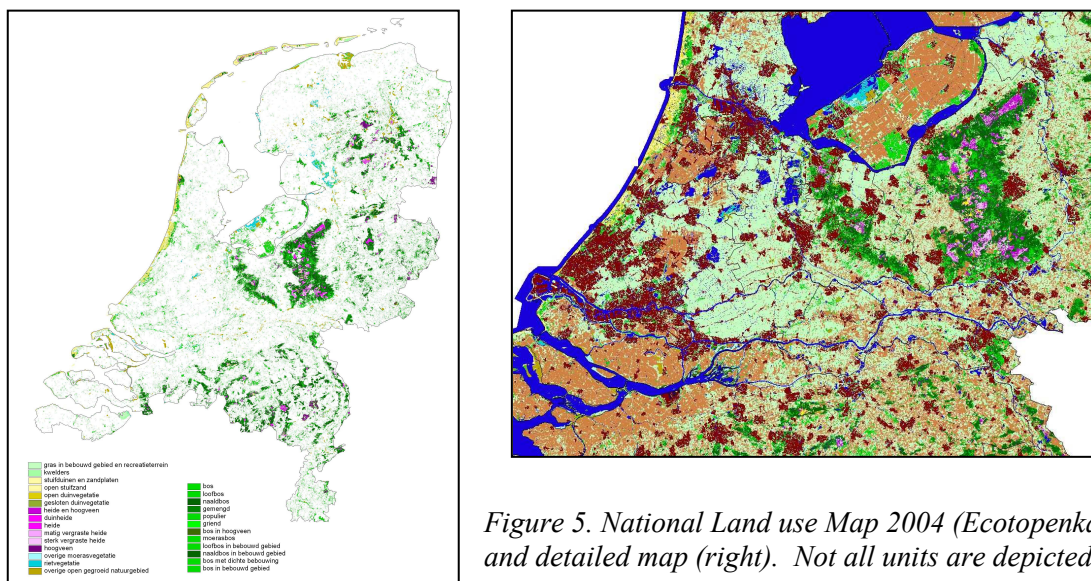 gras in bebouwd gebied en recreatieterrein
kwelders
stuifduinen en zandplaten
open stuifzand
open duinvegetatie
gesloten duinvegetatie
heide en hoogveen
duinheide
heide
matig vergraste heide
sterk vergraste heide
hoogveen
overige moerasvegetatie
rietvegetatie
overige open gegroeid natuurgebied
bos
loofbos
naaldbos
gemengd
populier
griend
bos in hoogveen
moerasbos
loofbos in bebouwd gebied
naaldbos in bebouwd gebied
bos met dichte bebouwing
bos in bebouwd gebied
Figure 5. National Land use Map 2004 (Ecotopenka
and detailed map (right). Not all units are depicted